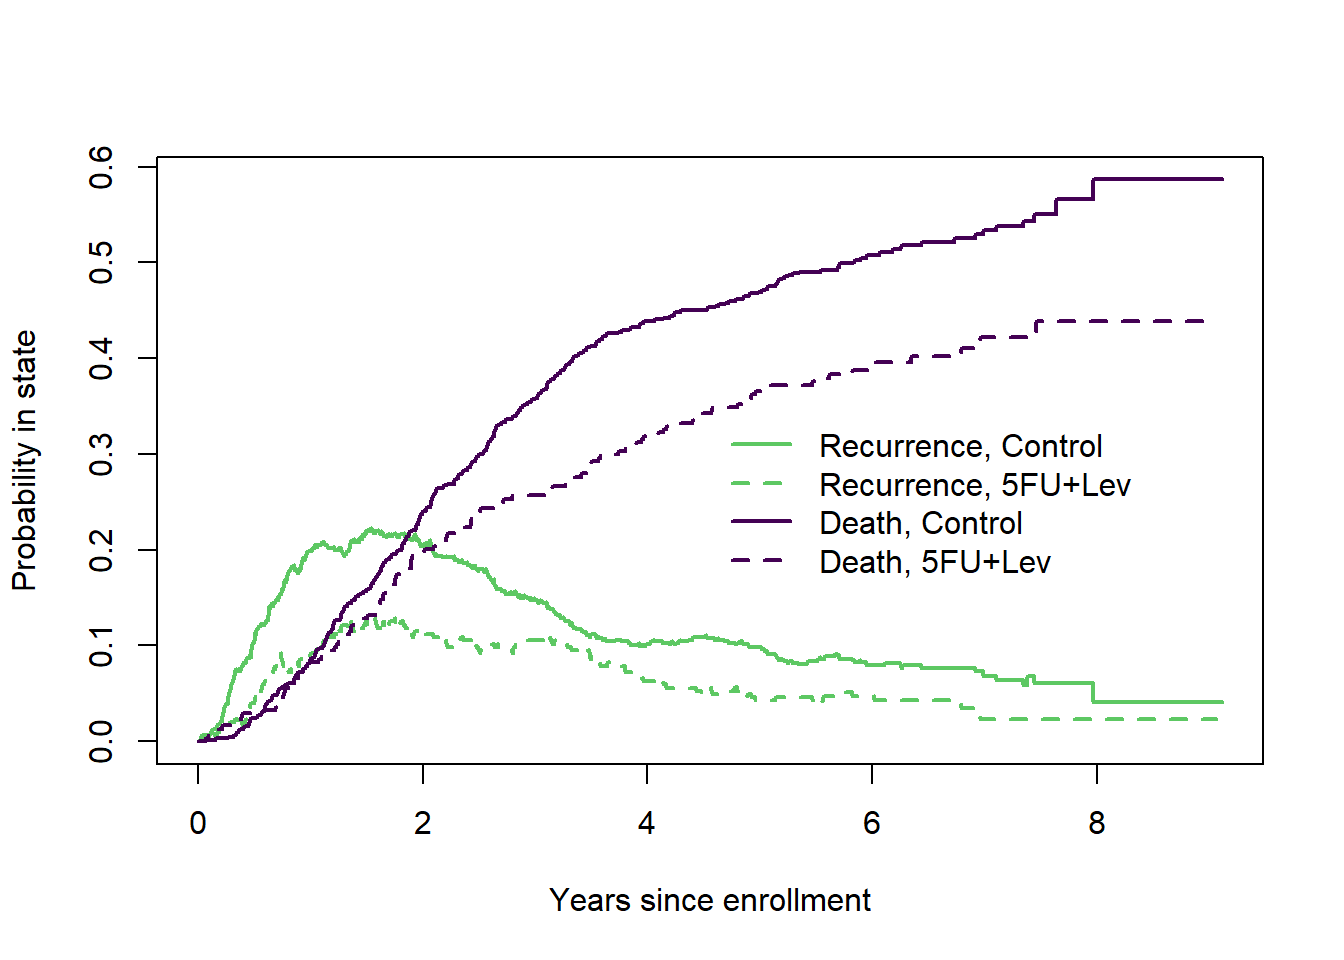 Probability in state
0.6
0.5
0.4
0.3
0.2
0.1
0.0
Recurrence, Control
Recurrence, 5FU+Lev
Death, Control
Death, 5FU+Lev
0 2 4 6 8
Years since enrollment